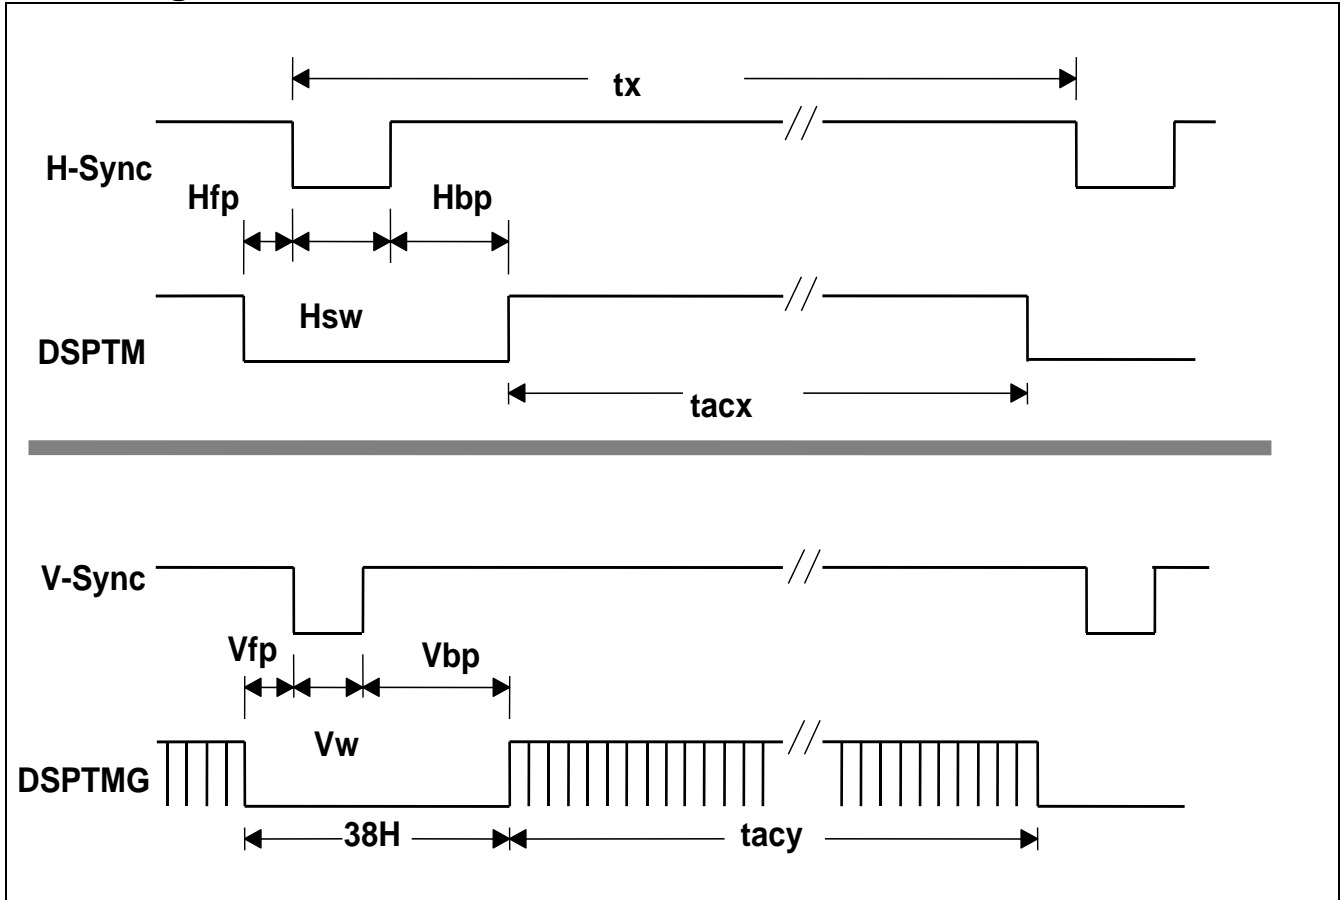 tx
H-Sync
Hfp
Hbp
Hsw
DSPTM
tacx
V-Sync
Vfp
Vbp
Vw
DSPTMG
38H
tacy